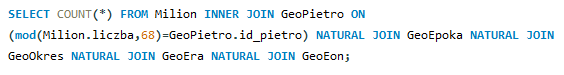 SELECT COUNT(*) FROM Milion INNER JOIN GeoPietro ON
(mod(Milion.liczba,68)=GeoPietro.id_pietro) NATURAL JOIN GeoEpoka NATURAL JOIN
GeoOkres NATURAL JOIN GeoEra NATURAL JOIN GeoEon;